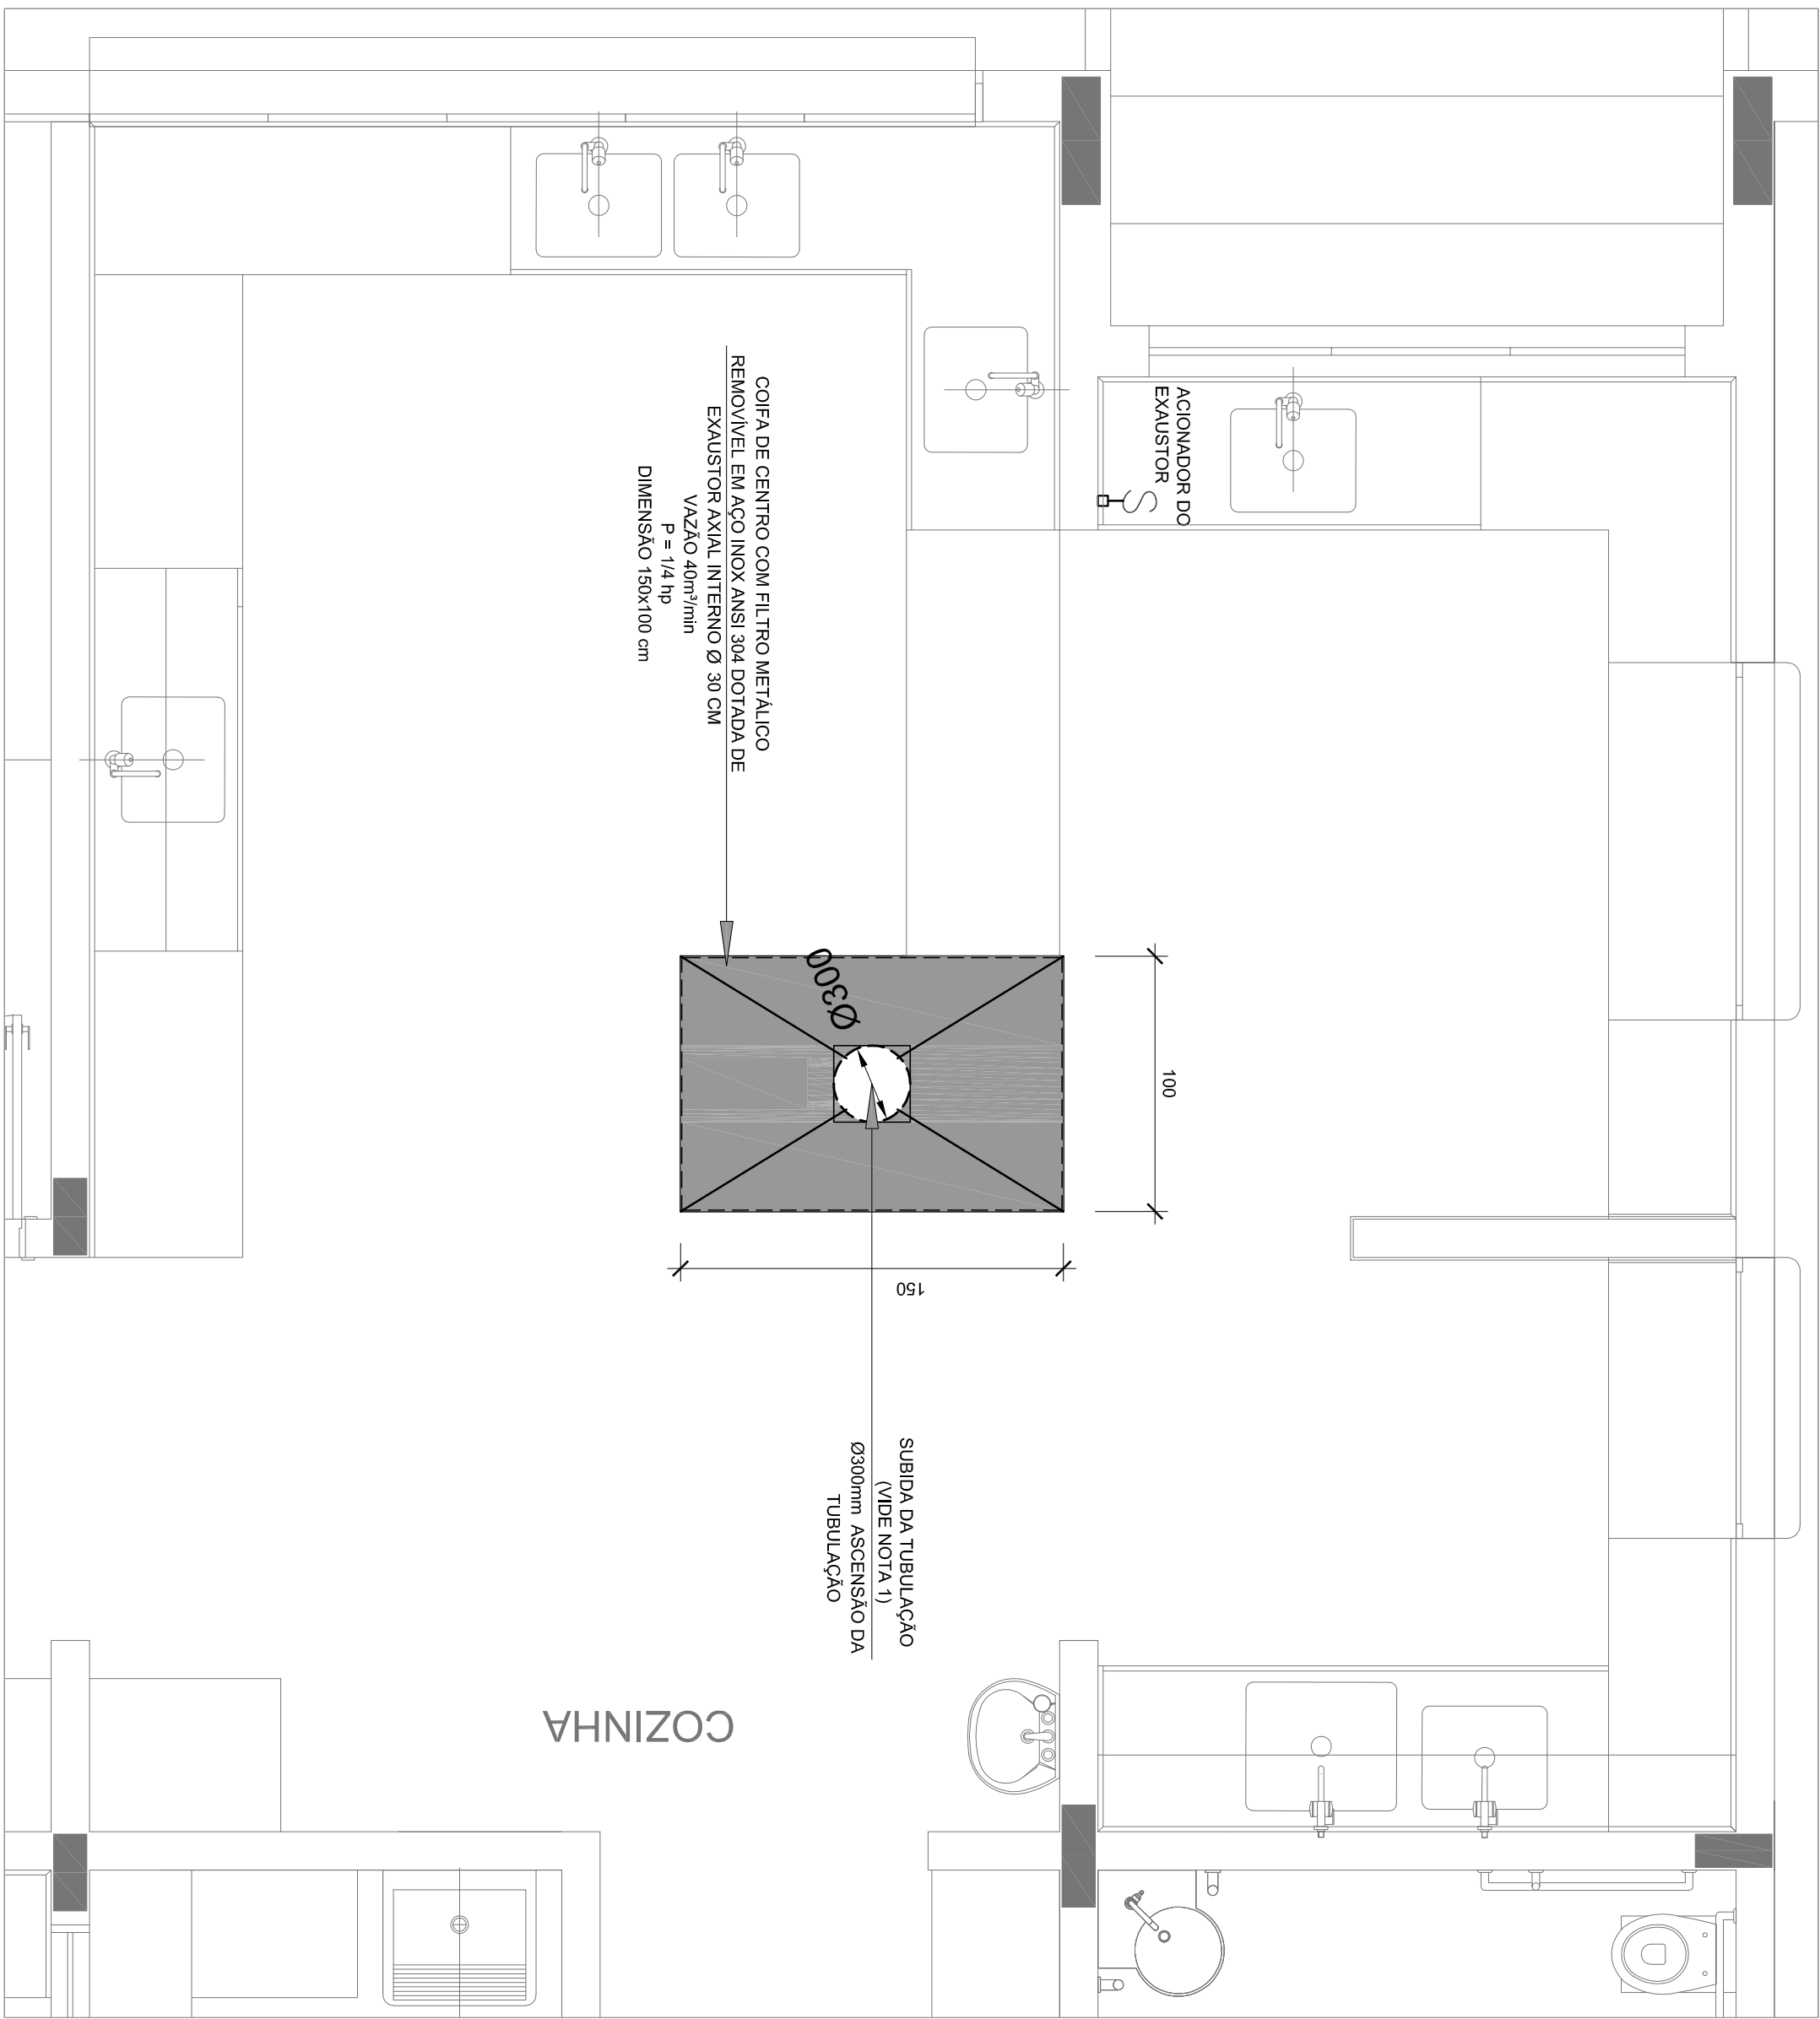 ACIONADOR DO
EXAUSTOR
S
COIFA DE CENTRO COM FILTRO METÁLICO
REMOVÍVEL EM AÇO INOX ANSI 304 DOTADA DE
EXAUSTOR AXIAL INTERNO Ø 30 CM
VAZÃO 40m³/min
P = 1/4 hp
DIMENSÃO 150x100 cm
Ø300
100
150
SUBIDA DA TUBULAÇÃO
(VIDE NOTA 1)
Ø300mm ASCENSÃO DA
TUBULAÇÃO
COZINHA